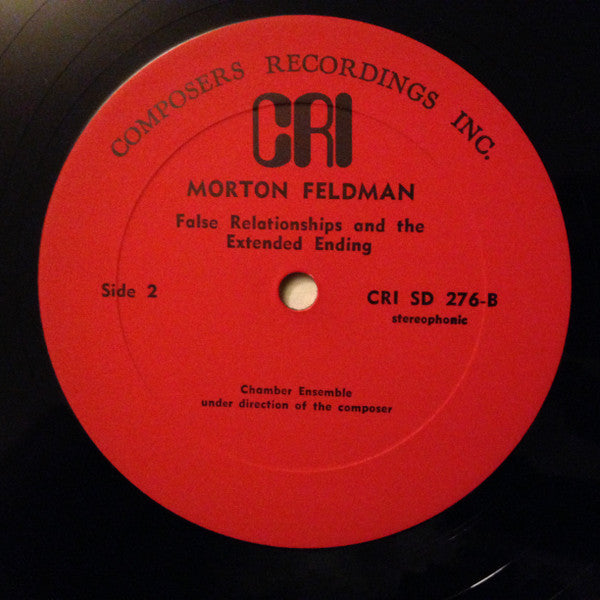 COMPOSERS RECORDINGS INC.
CRI
MORTON FELDMAN
False Relationships and the
Extended Ending
Side 2
CRI SD 276-B
stereophonic
Chamber Ensemble
under direction of the composer